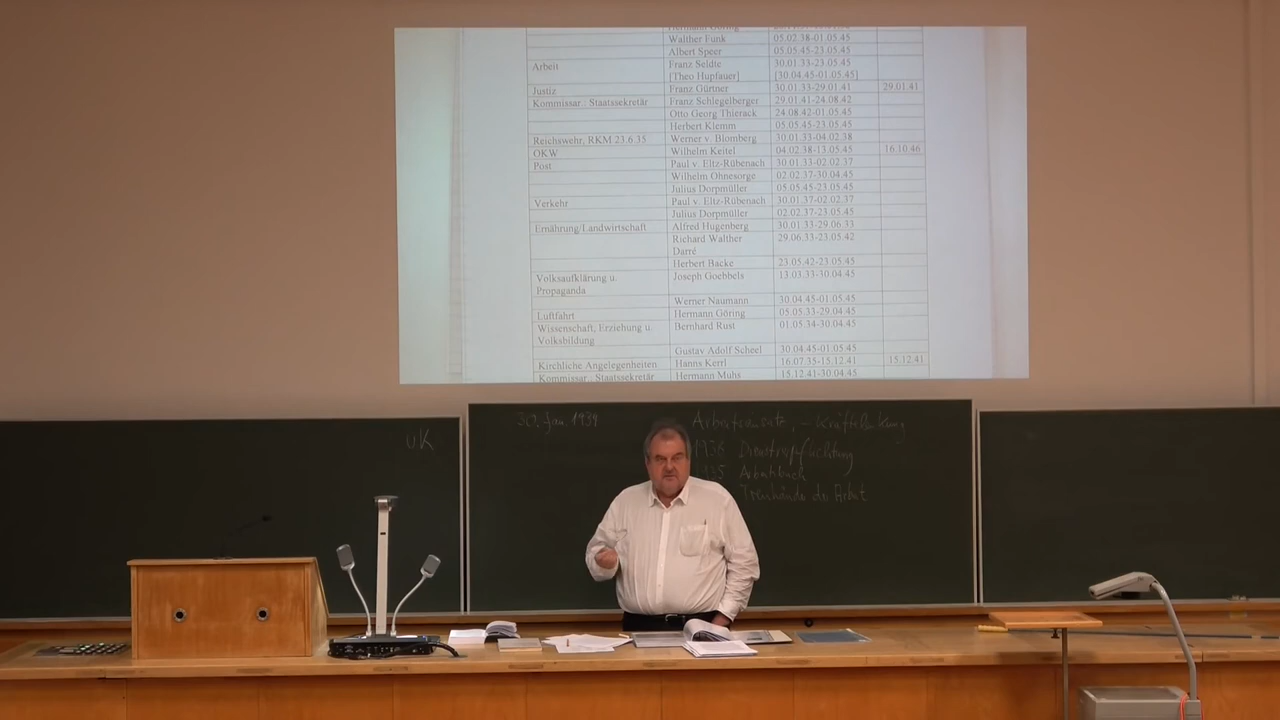 Walther Funk 05.02.38-01.05.45
Albert Speer 05.05.45-23.05.45
Arbeit Franz Seldte 30.01.33-23.05.45
[Theo Hupfauer] [30.04.45-01.05.45]
Justiz Franz Gürtner 30.01.33-29.01.41 29.01.41
Kommissar.: Staatssekretär Franz Schlegelberger 29.01.41-24.08.42
Otto Georg Thierack 24.08.42-01.05.45
Herbert Klemm 05.05.45-23.05.45
Reichswehr, RKM 23.6.35 Werner v. Blomberg 30.01.33-04.02.38
OKW Wilhelm Keitel 04.02.38-13.05.45 16.10.46
Post Paul v. Eltz-Rübenach 30.01.33-02.02.37
Wilhelm Ohnesorge 02.02.37-30.04.45
Julius Dorpmüller 05.05.45-23.05.45
Verkehr Paul v. Eltz-Rübenach 30.01.37-02.02.37
Julius Dorpmüller 02.02.37-23.05.45
Ernährung/Landwirtschaft Alfred Hugenberg 30.01.33-29.06.33
Richard Walther 29.06.33-23.05.42
Darré
Herbert Backe 23.05.42-23.05.45
Volksaufklärung u. Joseph Goebbels 13.03.33-30.04.45
Propaganda
Werner Naumann 30.04.45-01.05.45
Luftfahrt Hermann Göring 05.05.33-29.04.45
Wissenschaft, Erziehung u. Bernhard Rust 01.05.34-30.04.45
Volksbildung
Gustav Adolf Scheel 30.04.45-01.05.45
Kirchliche Angelegenheiten Hanns Kerrl 16.07.35-15.12.41 15.12.41
Kommissar.: Staatssekretär Hermann Muhs 15.12.41-30.04.45
uK
30. Jan 1939
Arbeitseinsatz, - Kräftelenkung
Dienstverpflichtung
Arbeitsbuch
Treuhänder der Arbeit